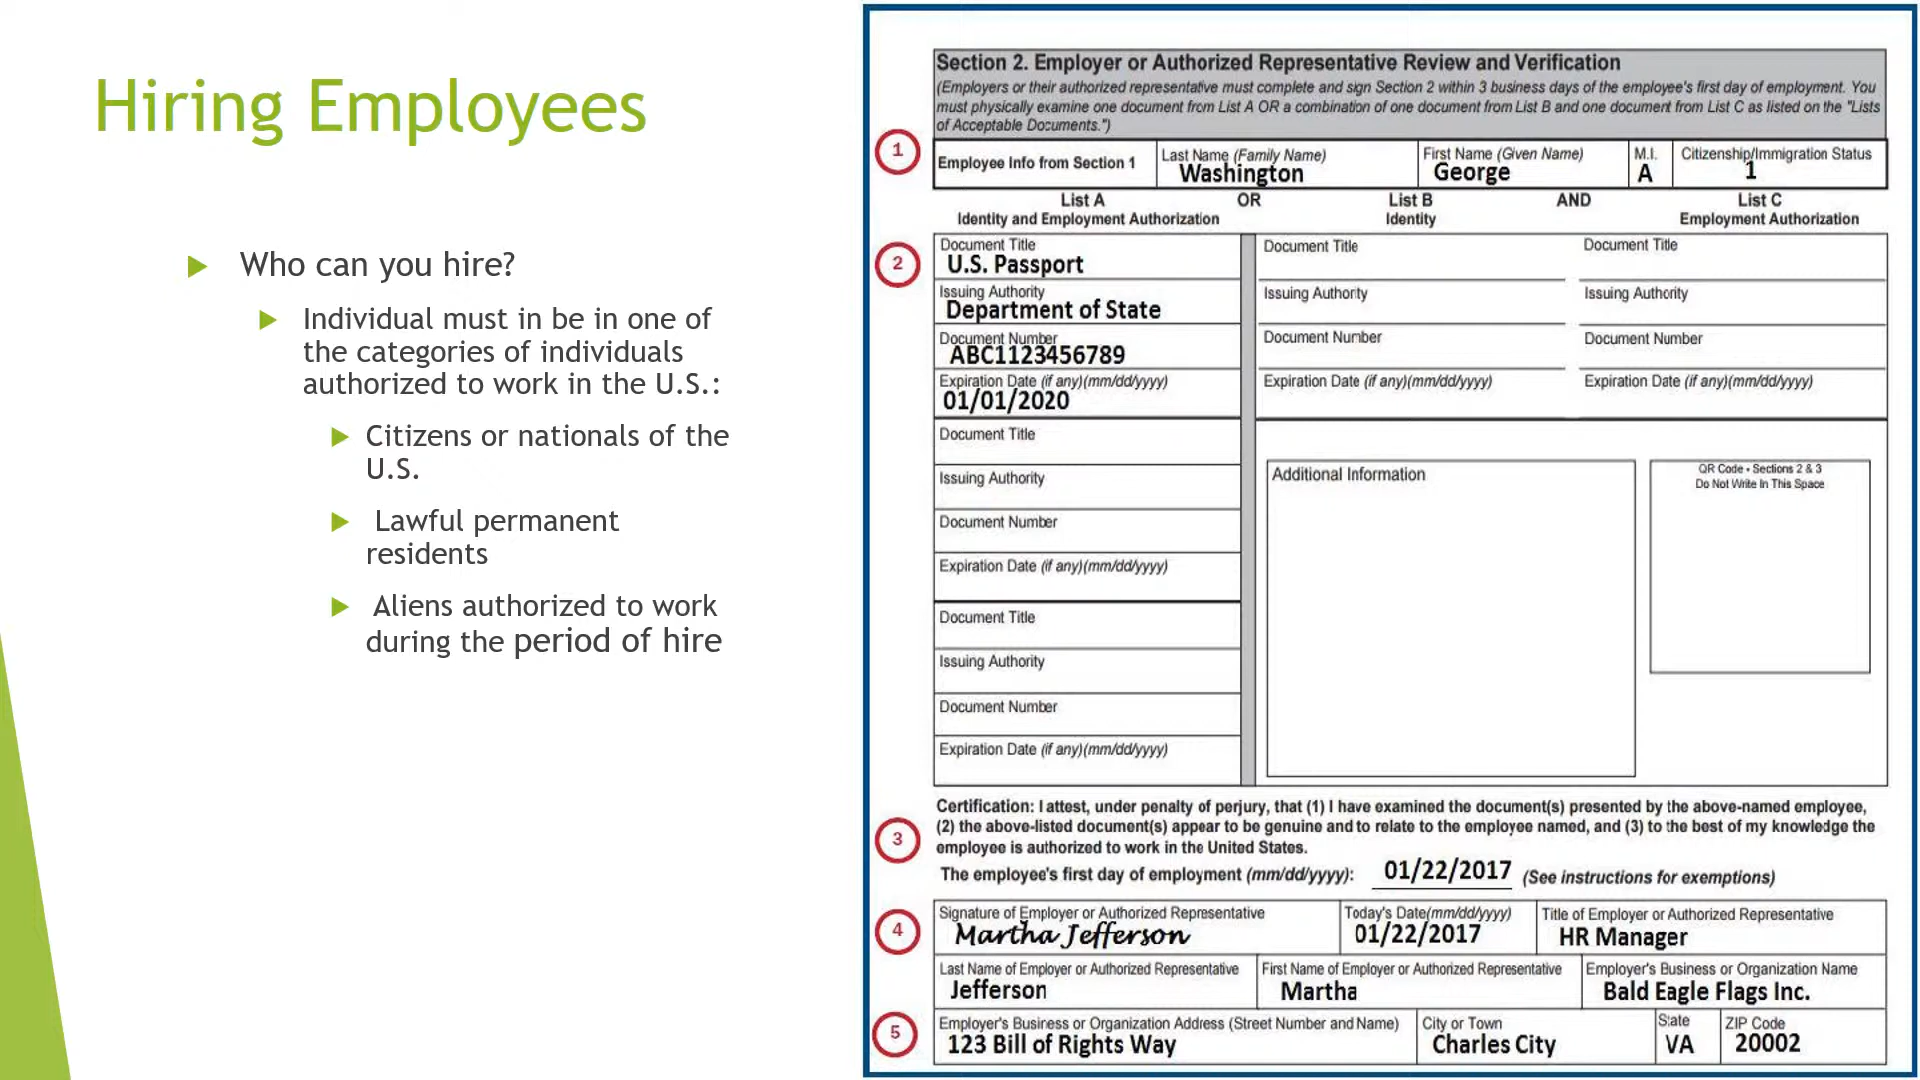 Hiring Employees
Who can you hire?
Individual must in be in one of
the categories of individuals
authorized to work in the U.S.:
Citizens or nationals of the
U.S.
Lawful permanent
residents
Aliens authorized to work
during the period of hire
Section 2. Employer or Authorized Representative Review and Verification
(Employers or their authorized representative must complete and sign Section 2 within 3 business days of the employee's first day of employment. You
must physically examine one document from List A OR a combination of one document from List B and one document from List C as listed on the "Lists
of Acceptable Documents.")
1
Employee Info from Section 1
Last Name (Family Name)
Washington
First Name (Given Name)
George
M.I.
A
Citizenship/Immigration Status
1
List A
Identity and Employment Authorization
OR
List B
Identity
AND
List C
Employment Authorization
2
Document Title
U.S. Passport
Issuing Authority
Department of State
Document Number
ABC1123456789
Expiration Date (if any)(mm/dd/yyyy)
01/01/2020
Document Title
Issuing Authority
Document Number
Expiration Date (if any)(mm/dd/yyyy)
Document Title
Issuing Authority
Document Number
Expiration Date (if any)(mm/dd/yyyy)
Document Title
Issuing Authority
Document Number
Expiration Date (if any)(mm/dd/yyyy)
Document Title
Issuing Authority
Document Number
Expiration Date (if any)(mm/dd/yyyy)
Additional Information
QR Code - Sections 2 & 3
Do Not Write In This Space
3
Certification: I attest, under penalty of perjury, that (1) I have examined the document(s) presented by the above-named employee,
(2) the above-listed document(s) appear to be genuine and to relate to the employee named, and (3) to the best of my knowledge the
employee is authorized to work in the United States.
The employee's first day of employment (mm/dd/yyyy): 01/22/2017 (See instructions for exemptions)
4
Signature of Employer or Authorized Representative
Martha Jefferson
Today's Date(mm/dd/yyyy)
01/22/2017
Title of Employer or Authorized Representative
HR Manager
Last Name of Employer or Authorized Representative
Jefferson
First Name of Employer or Authorized Representative
Martha
Employer's Business or Organization Name
Bald Eagle Flags Inc.
5
Employer's Business or Organization Address (Street Number and Name)
123 Bill of Rights Way
City or Town
Charles City
State
VA
ZIP Code
20002